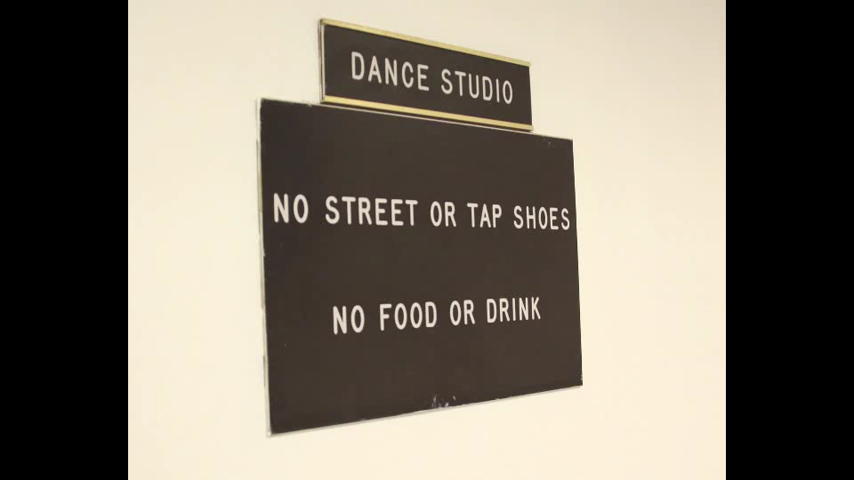 DANCE STUDIO
NO STREET OR TAP SHOES
NO FOOD OR DRINK